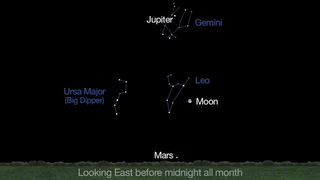 Jupiter
Gemini
Ursa Major
(Big Dipper)
Leo
Moon
Mars
Looking East before midnight all month